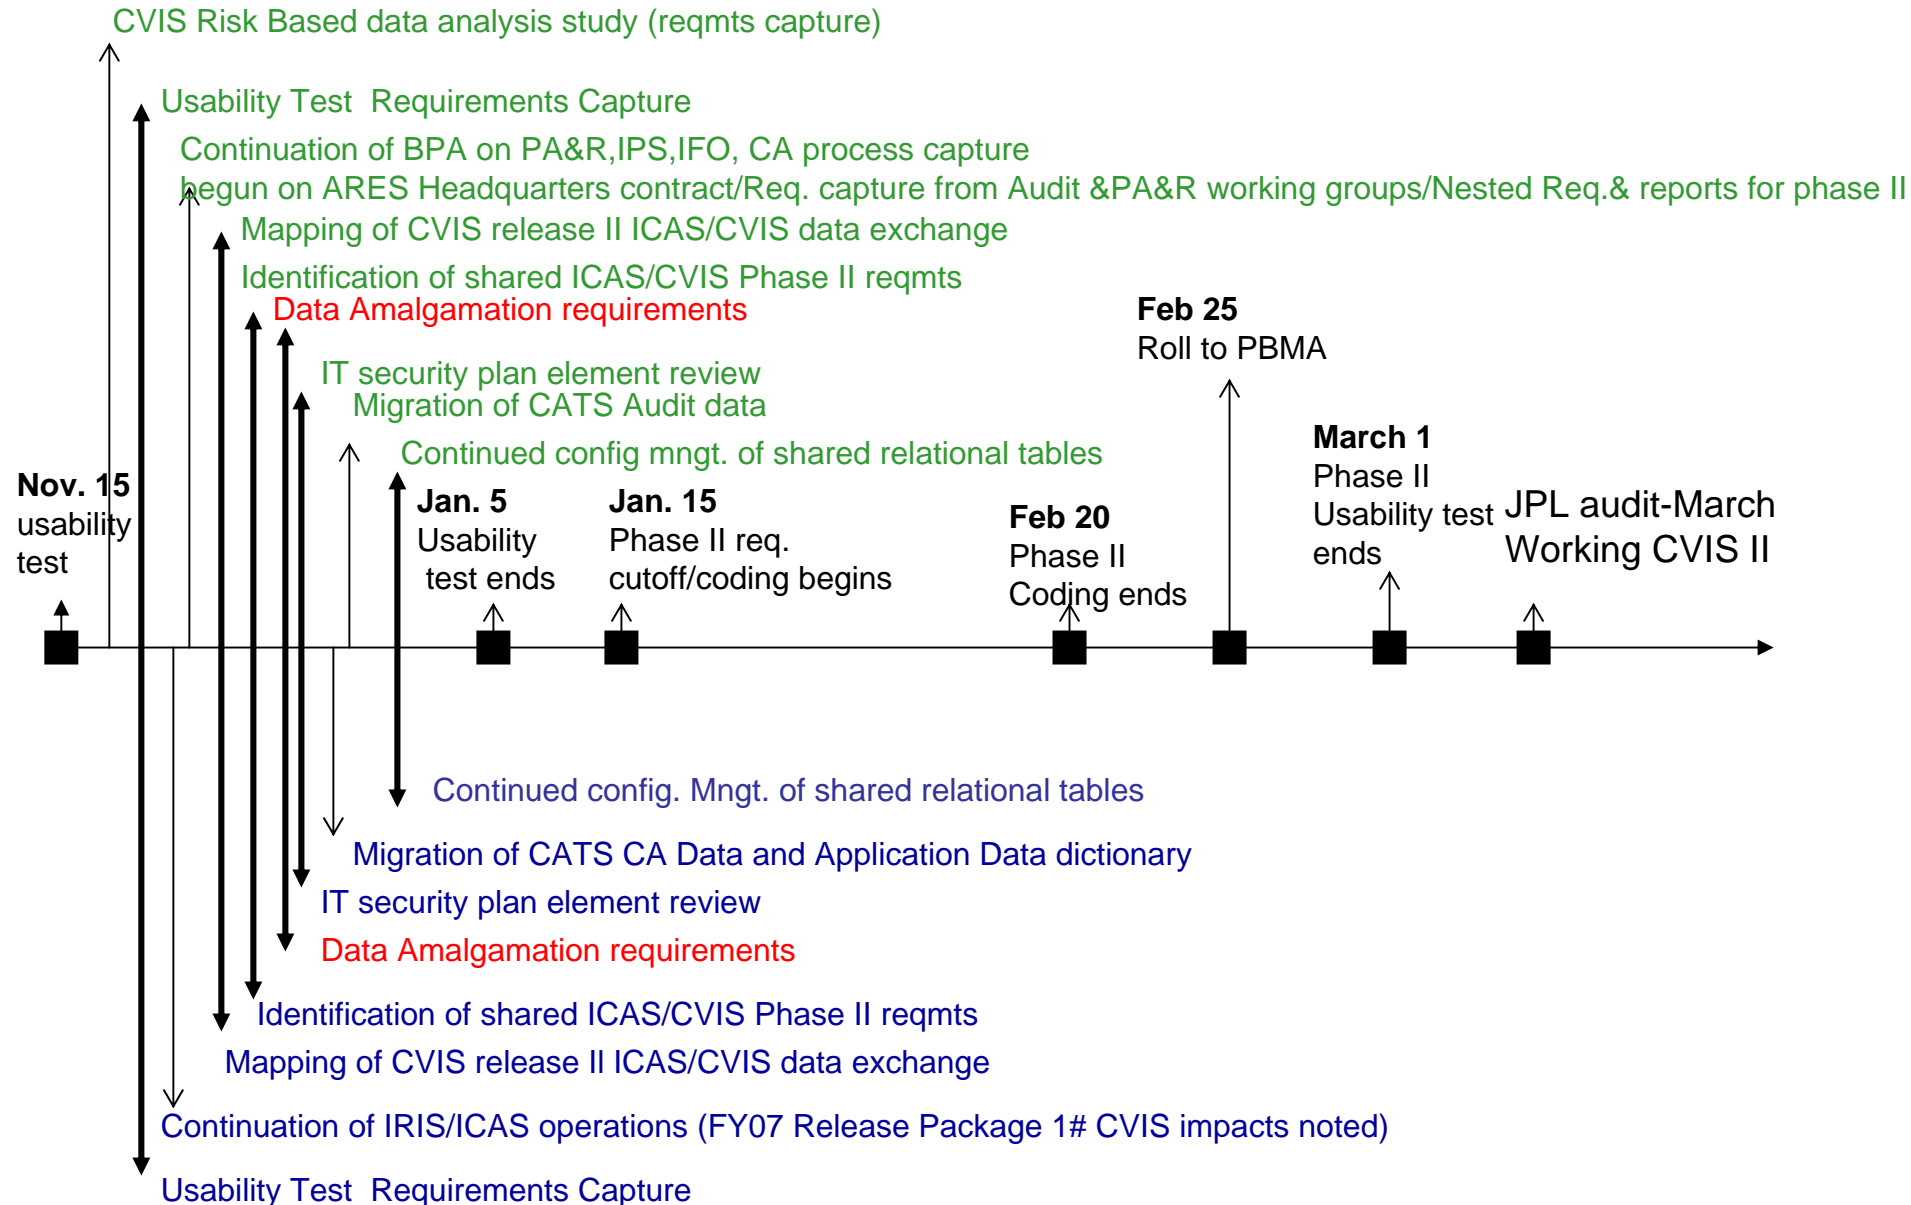 CVIS Risk Based data analysis study (reqmts capture)
Usability Test  Requirements Capture
Continuation of BPA on PA&R,IPS,IFO, CA process capture
begun on ARES Headquarters contract/Req. capture from Audit &PA&R working groups/Nested Req.& reports for phase II
Mapping of CVIS release II ICAS/CVIS data exchange
Identification of shared ICAS/CVIS Phase II reqmts
Data Amalgamation requirements
IT security plan element review
Migration of CATS Audit data
Continued config mngt. of shared relational tables
Nov. 15
usability
test
Jan. 5
Usability
test ends
Jan. 15
Phase II req.
cutoff/coding begins
Feb 20
Phase II
Coding ends
Feb 25
Roll to PBMA
March 1
Phase II
Usability test
ends
JPL audit-March
Working CVIS II
Continued config. Mngt. of shared relational tables
Migration of CATS CA Data and Application Data dictionary
IT security plan element review
Data Amalgamation requirements
Identification of shared ICAS/CVIS Phase II reqmts
Mapping of CVIS release II ICAS/CVIS data exchange
Continuation of IRIS/ICAS operations (FY07 Release Package 1# CVIS impacts noted)
Usability Test  Requirements Capture